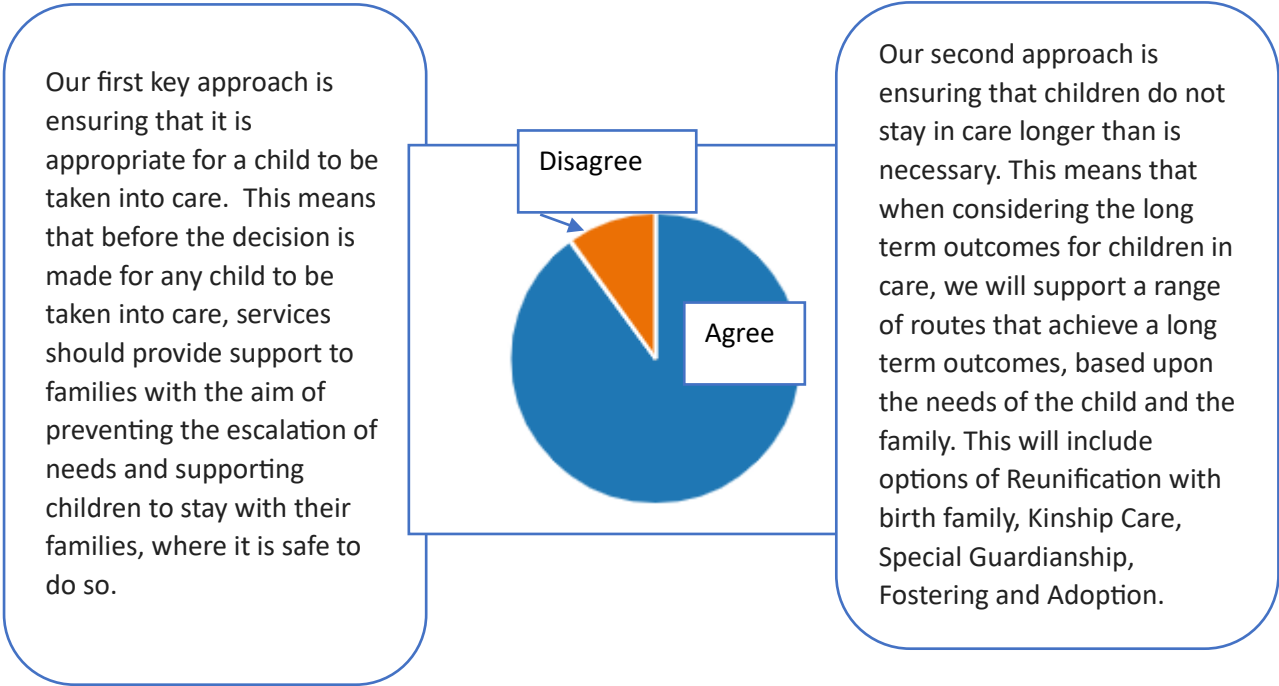 Our first key approach is
ensuring that it is
appropriate for a child to be
taken into care.  This means
that before the decision is
made for any child to be
taken into care, services
should provide support to
families with the aim of
preventing the escalation of
needs and supporting
children to stay with their
families, where it is safe to
do so.
Disagree
Agree
Our second approach is
ensuring that children do not
stay in care longer than is
necessary. This means that
when considering the long
term outcomes for children in
care, we will support a range
of routes that achieve a long
term outcomes, based upon
the needs of the child and the
family. This will include
options of Reunification with
birth family, Kinship Care,
Special Guardianship,
Fostering and Adoption.